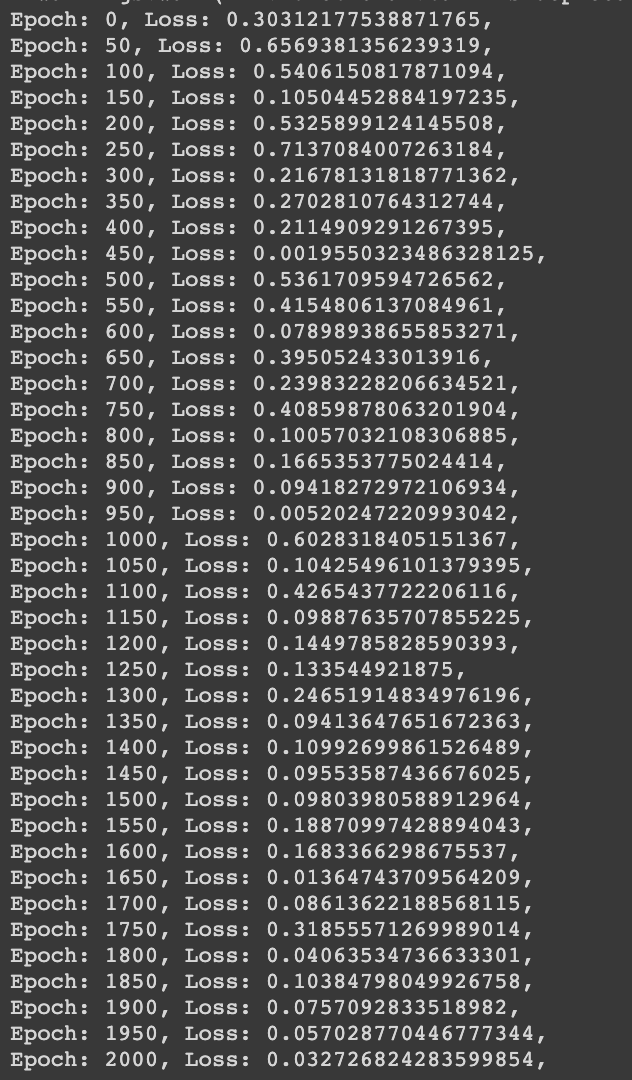 Epoch: 0, Loss: 0.30312177538871765,
Epoch: 50, Loss: 0.6569381356239319,
Epoch: 100, Loss: 0.5406150817871094,
Epoch: 150, Loss: 0.10504452884197235,
Epoch: 200, Loss: 0.5325899124145508,
Epoch: 250, Loss: 0.7137084007263184,
Epoch: 300, Loss: 0.21678131818771362,
Epoch: 350, Loss: 0.2702810764312744,
Epoch: 400, Loss: 0.2114909291267395,
Epoch: 450, Loss: 0.0019550323486328125,
Epoch: 500, Loss: 0.5361709594726562,
Epoch: 550, Loss: 0.4154806137084961,
Epoch: 600, Loss: 0.07898938655853271,
Epoch: 650, Loss: 0.395052433013916,
Epoch: 700, Loss: 0.23983228206634521,
Epoch: 750, Loss: 0.40859878063201904,
Epoch: 800, Loss: 0.10057032108306885,
Epoch: 850, Loss: 0.1665353775024414,
Epoch: 900, Loss: 0.09418272972106934,
Epoch: 950, Loss: 0.00520247220993042,
Epoch: 1000, Loss: 0.6028318405151367,
Epoch: 1050, Loss: 0.10425496101379395,
Epoch: 1100, Loss: 0.4265437722206116,
Epoch: 1150, Loss: 0.09887635707855225,
Epoch: 1200, Loss: 0.1449785828590393,
Epoch: 1250, Loss: 0.133544921875,
Epoch: 1300, Loss: 0.24651914834976196,
Epoch: 1350, Loss: 0.09413647651672363,
Epoch: 1400, Loss: 0.10992699861526489,
Epoch: 1450, Loss: 0.09553587436676025,
Epoch: 1500, Loss: 0.09803980588912964,
Epoch: 1550, Loss: 0.18870997428894043,
Epoch: 1600, Loss: 0.1683366298675537,
Epoch: 1650, Loss: 0.01364743709564209,
Epoch: 1700, Loss: 0.08613622188568115,
Epoch: 1750, Loss: 0.31855571269989014,
Epoch: 1800, Loss: 0.04063534736633301,
Epoch: 1850, Loss: 0.10384798049926758,
Epoch: 1900, Loss: 0.0757092833518982,
Epoch: 1950, Loss: 0.057028770446777344,
Epoch: 2000, Loss: 0.032726824283599854,